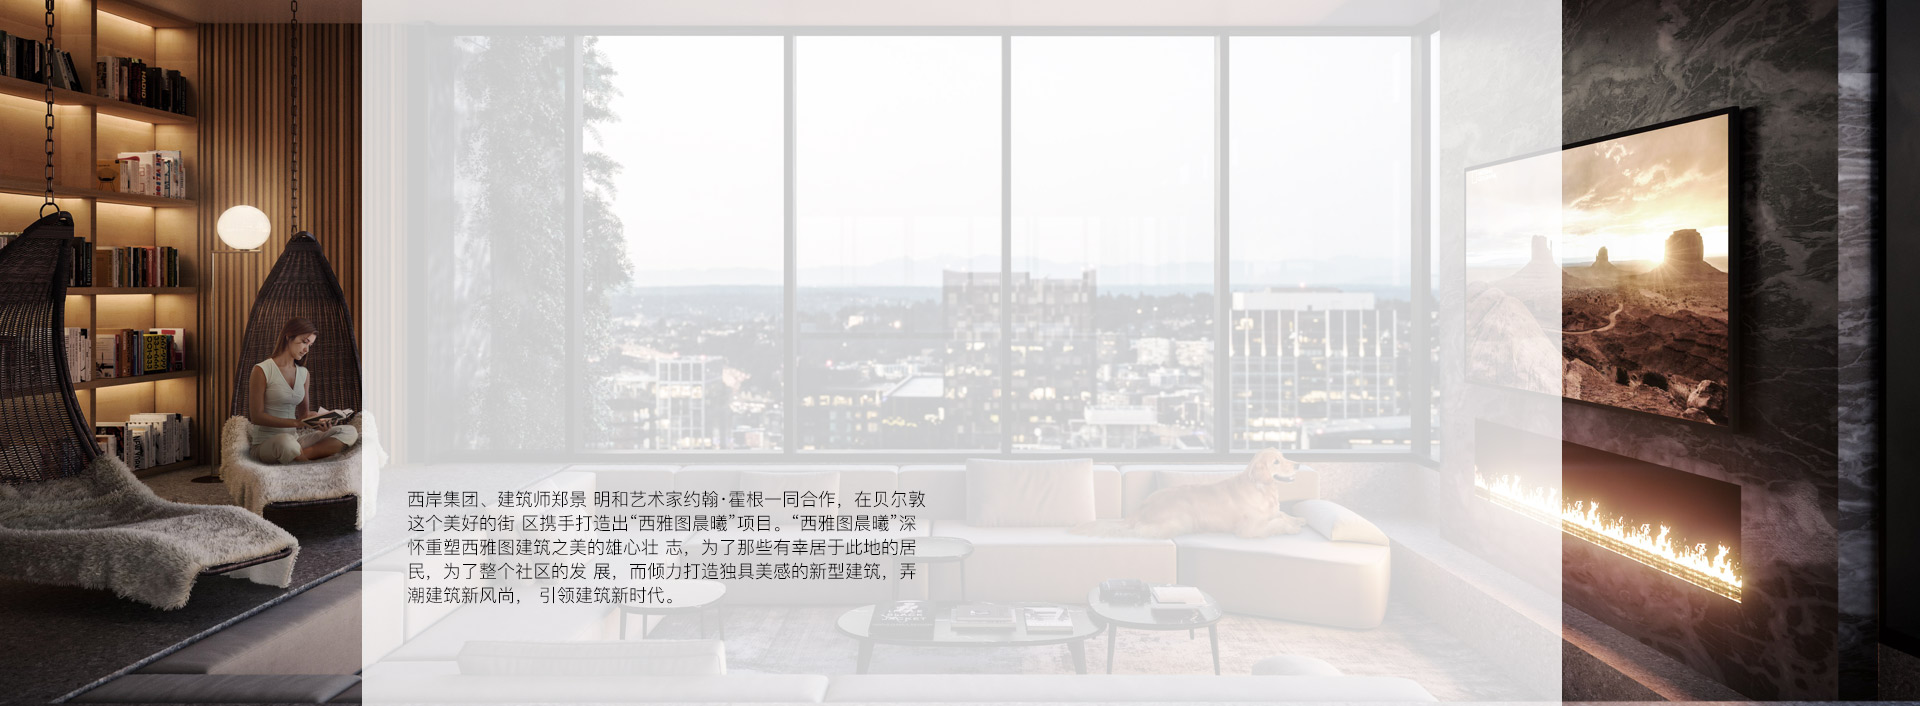 西岸集团、建筑师郑景 明和艺术家约翰·霍根一同合作，在贝尔敦
这个美好的街 区携手打造出“西雅图晨曦”项目。“西雅图晨曦”深
怀重塑西雅图建筑之美的雄心壮 志，为了那些有幸居于此地的居
民，为了整个社区的发 展，而倾力打造独具美感的新型建筑，弄
潮建筑新风尚， 引领建筑新时代。